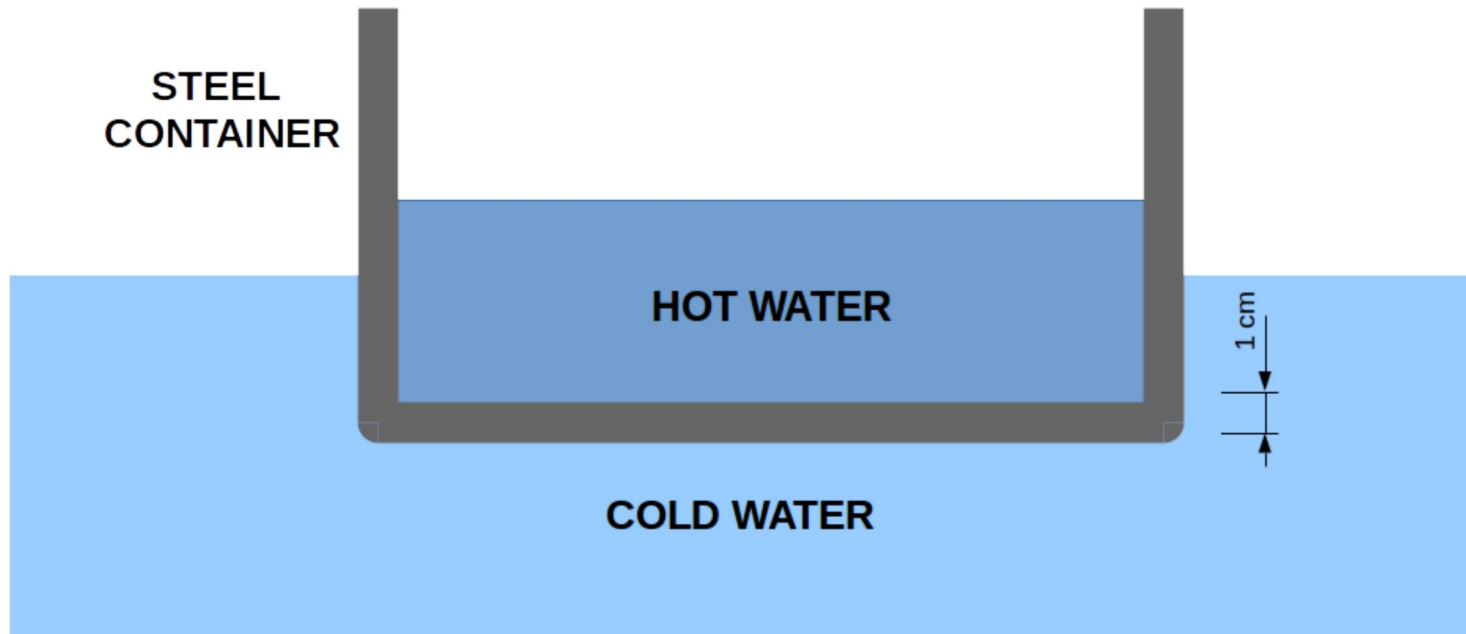 STEEL
CONTAINER
HOT WATER
1 cm
COLD WATER